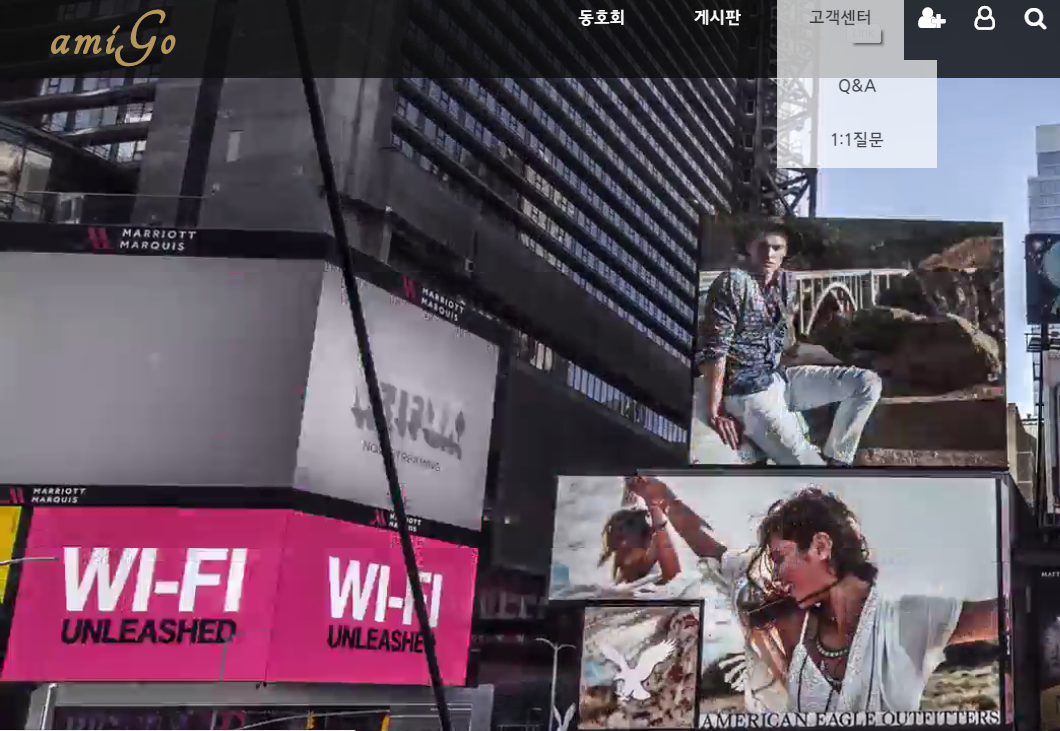 amiGo
동호회
게시판
고객센터
Q&A
1:1질문
MARRIOTT
MARQUIS
MARRIOTT
MARQUIS
MARRIOTT
MARQUIS
WI-FI
UNLEASHED
WI-FI
UNLEASHED
AMERICAN EAGLE OUTFITTERS